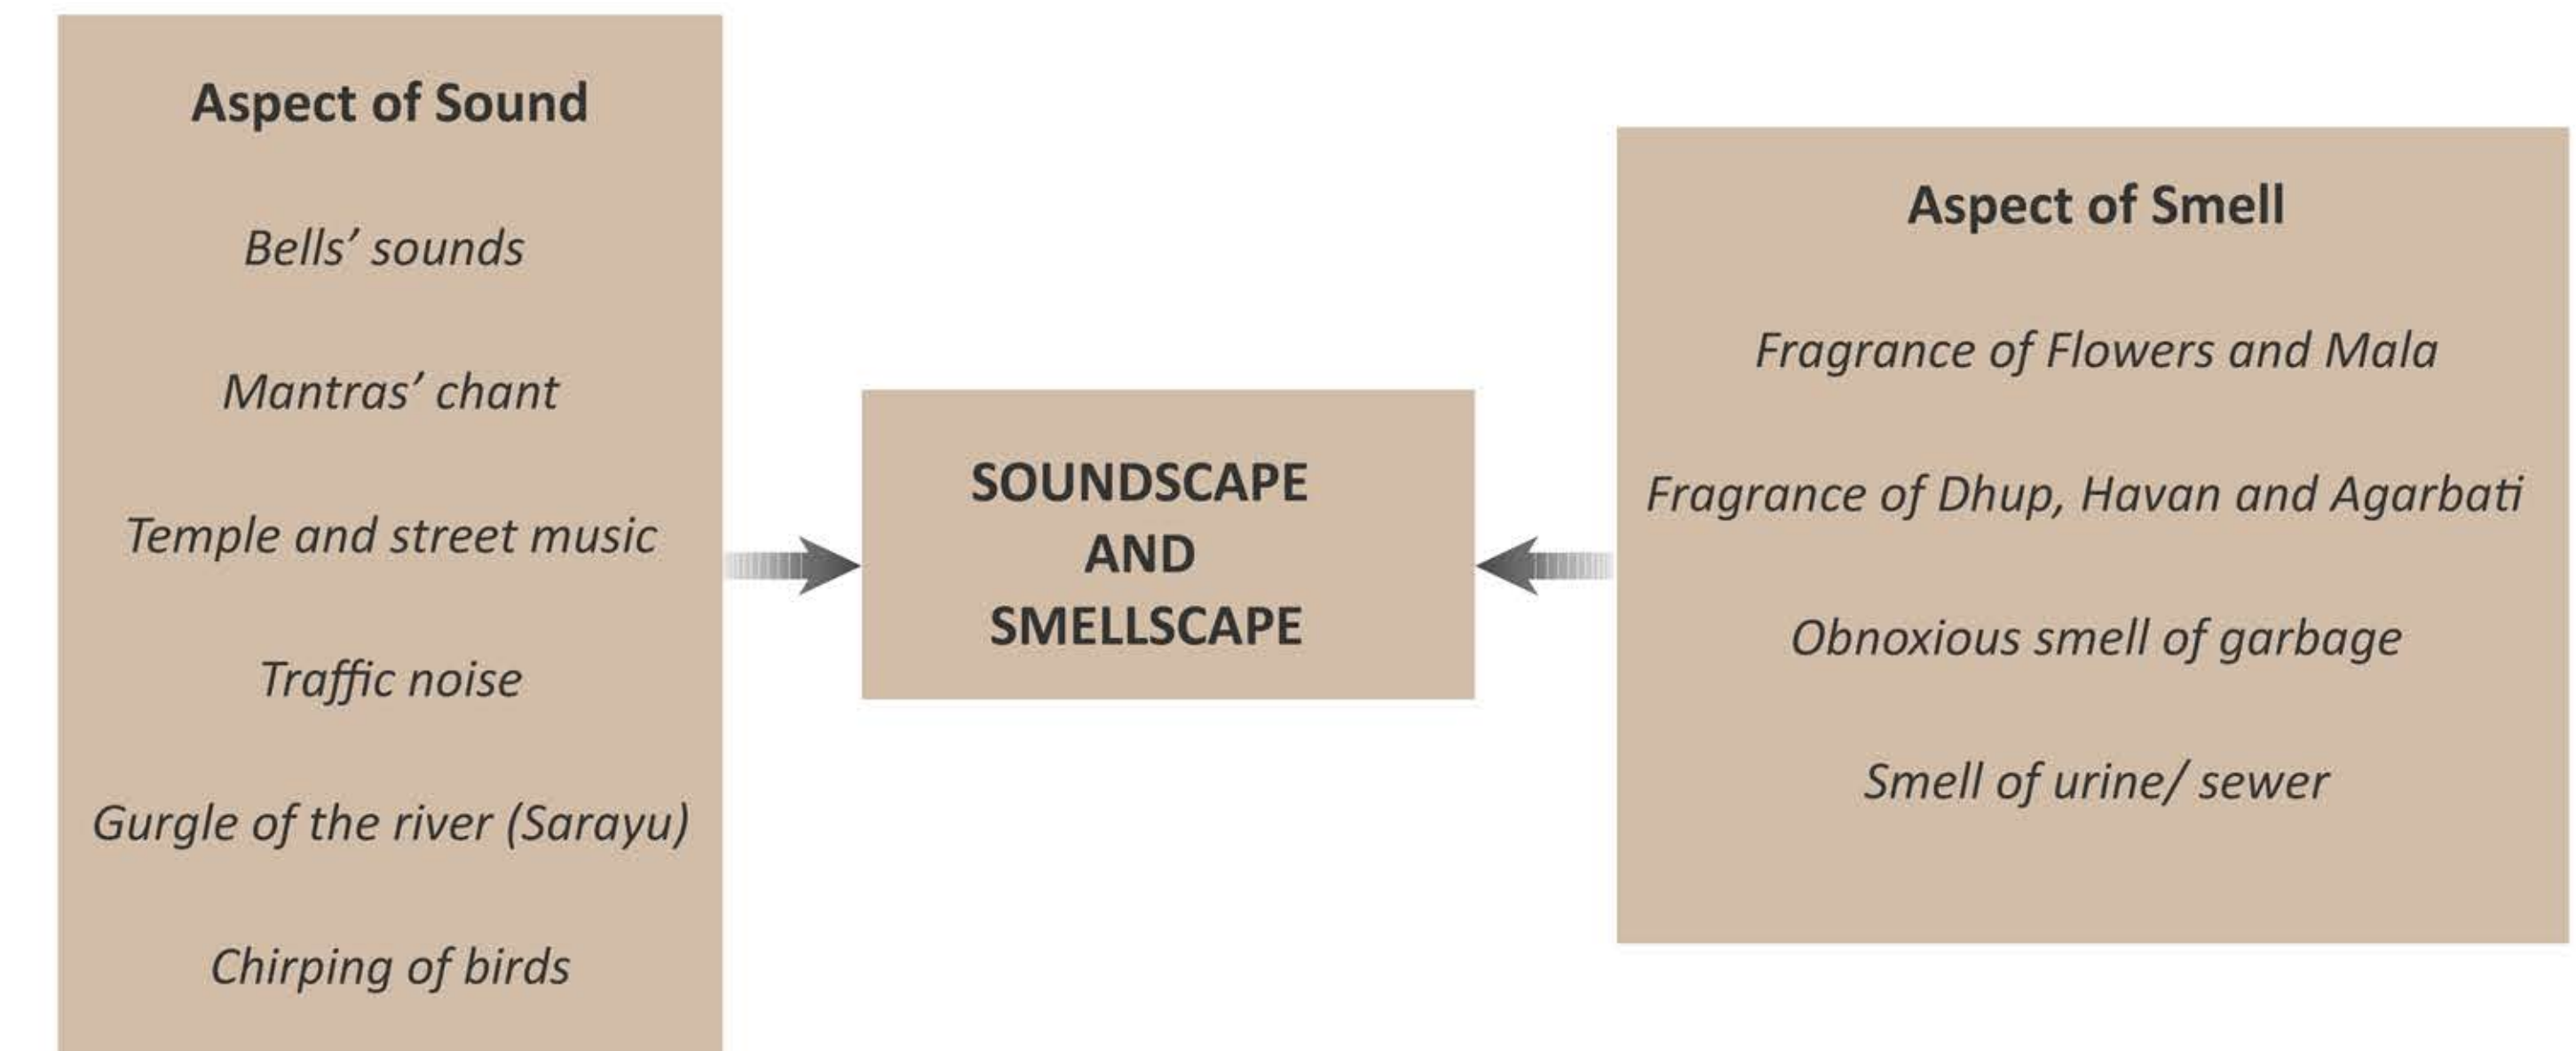 Aspect of Sound
Bells’ sounds
Mantras’ chant
Temple and street music
Traffic noise
Gurgle of the river (Sarayu)
Chirping of birds
SOUNDSCAPE
AND
SMELLSCAPE
Aspect of Smell
Fragrance of Flowers and Mala
Fragrance of Dhup, Havan and Agarbati
Obnoxious smell of garbage
Smell of urine/ sewer